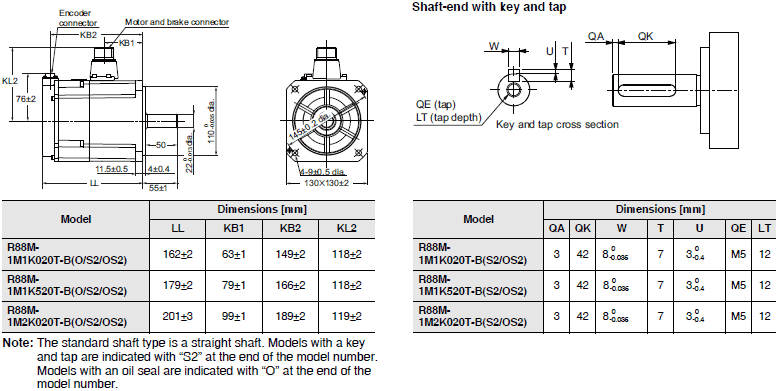 Encoder
connector
Motor and brake connector
KB2
KB1
KL2
76±2
50
11.5±0.5
4±0.4
LL
55±1
110
dia.
22
dia.
145±0.2 dia.
4-9±0.5 dia.
130X130±2
Shaft-end with key and tap
QA
QK
W
U
T
QE (tap)
LT (tap depth)
Key and tap cross section
Model
Dimensions [mm]
LL KB1 KB2 KL2
R88M-
1M1K020T-B(O/S2/OS2) 162±2 63±1 149±2 118±2
R88M-
1M1K520T-B(O/S2/OS2) 179±2 79±1 166±2 118±2
R88M-
1M2K020T-B(O/S2/OS2) 201±3 99±1 189±2 119±2
Note: The standard shaft type is a straight shaft. Models with a key
and tap are indicated with “S2” at the end of the model number.
Models with an oil seal are indicated with “O” at the end of the
model number.
Model
Dimensions [mm]
QA QK W T U QE LT
R88M-
1M1K020T-B(S2/OS2) 3 42 8 0 -0.036 7 3 0 -0.4 M5 12
R88M-
1M1K520T-B(S2/OS2) 3 42 8 0 -0.036 7 3 0 -0.4 M5 12
R88M-
1M2K020T-B(S2/OS2) 3 42 8 0 -0.036 7 3 0 -0.4 M5 12